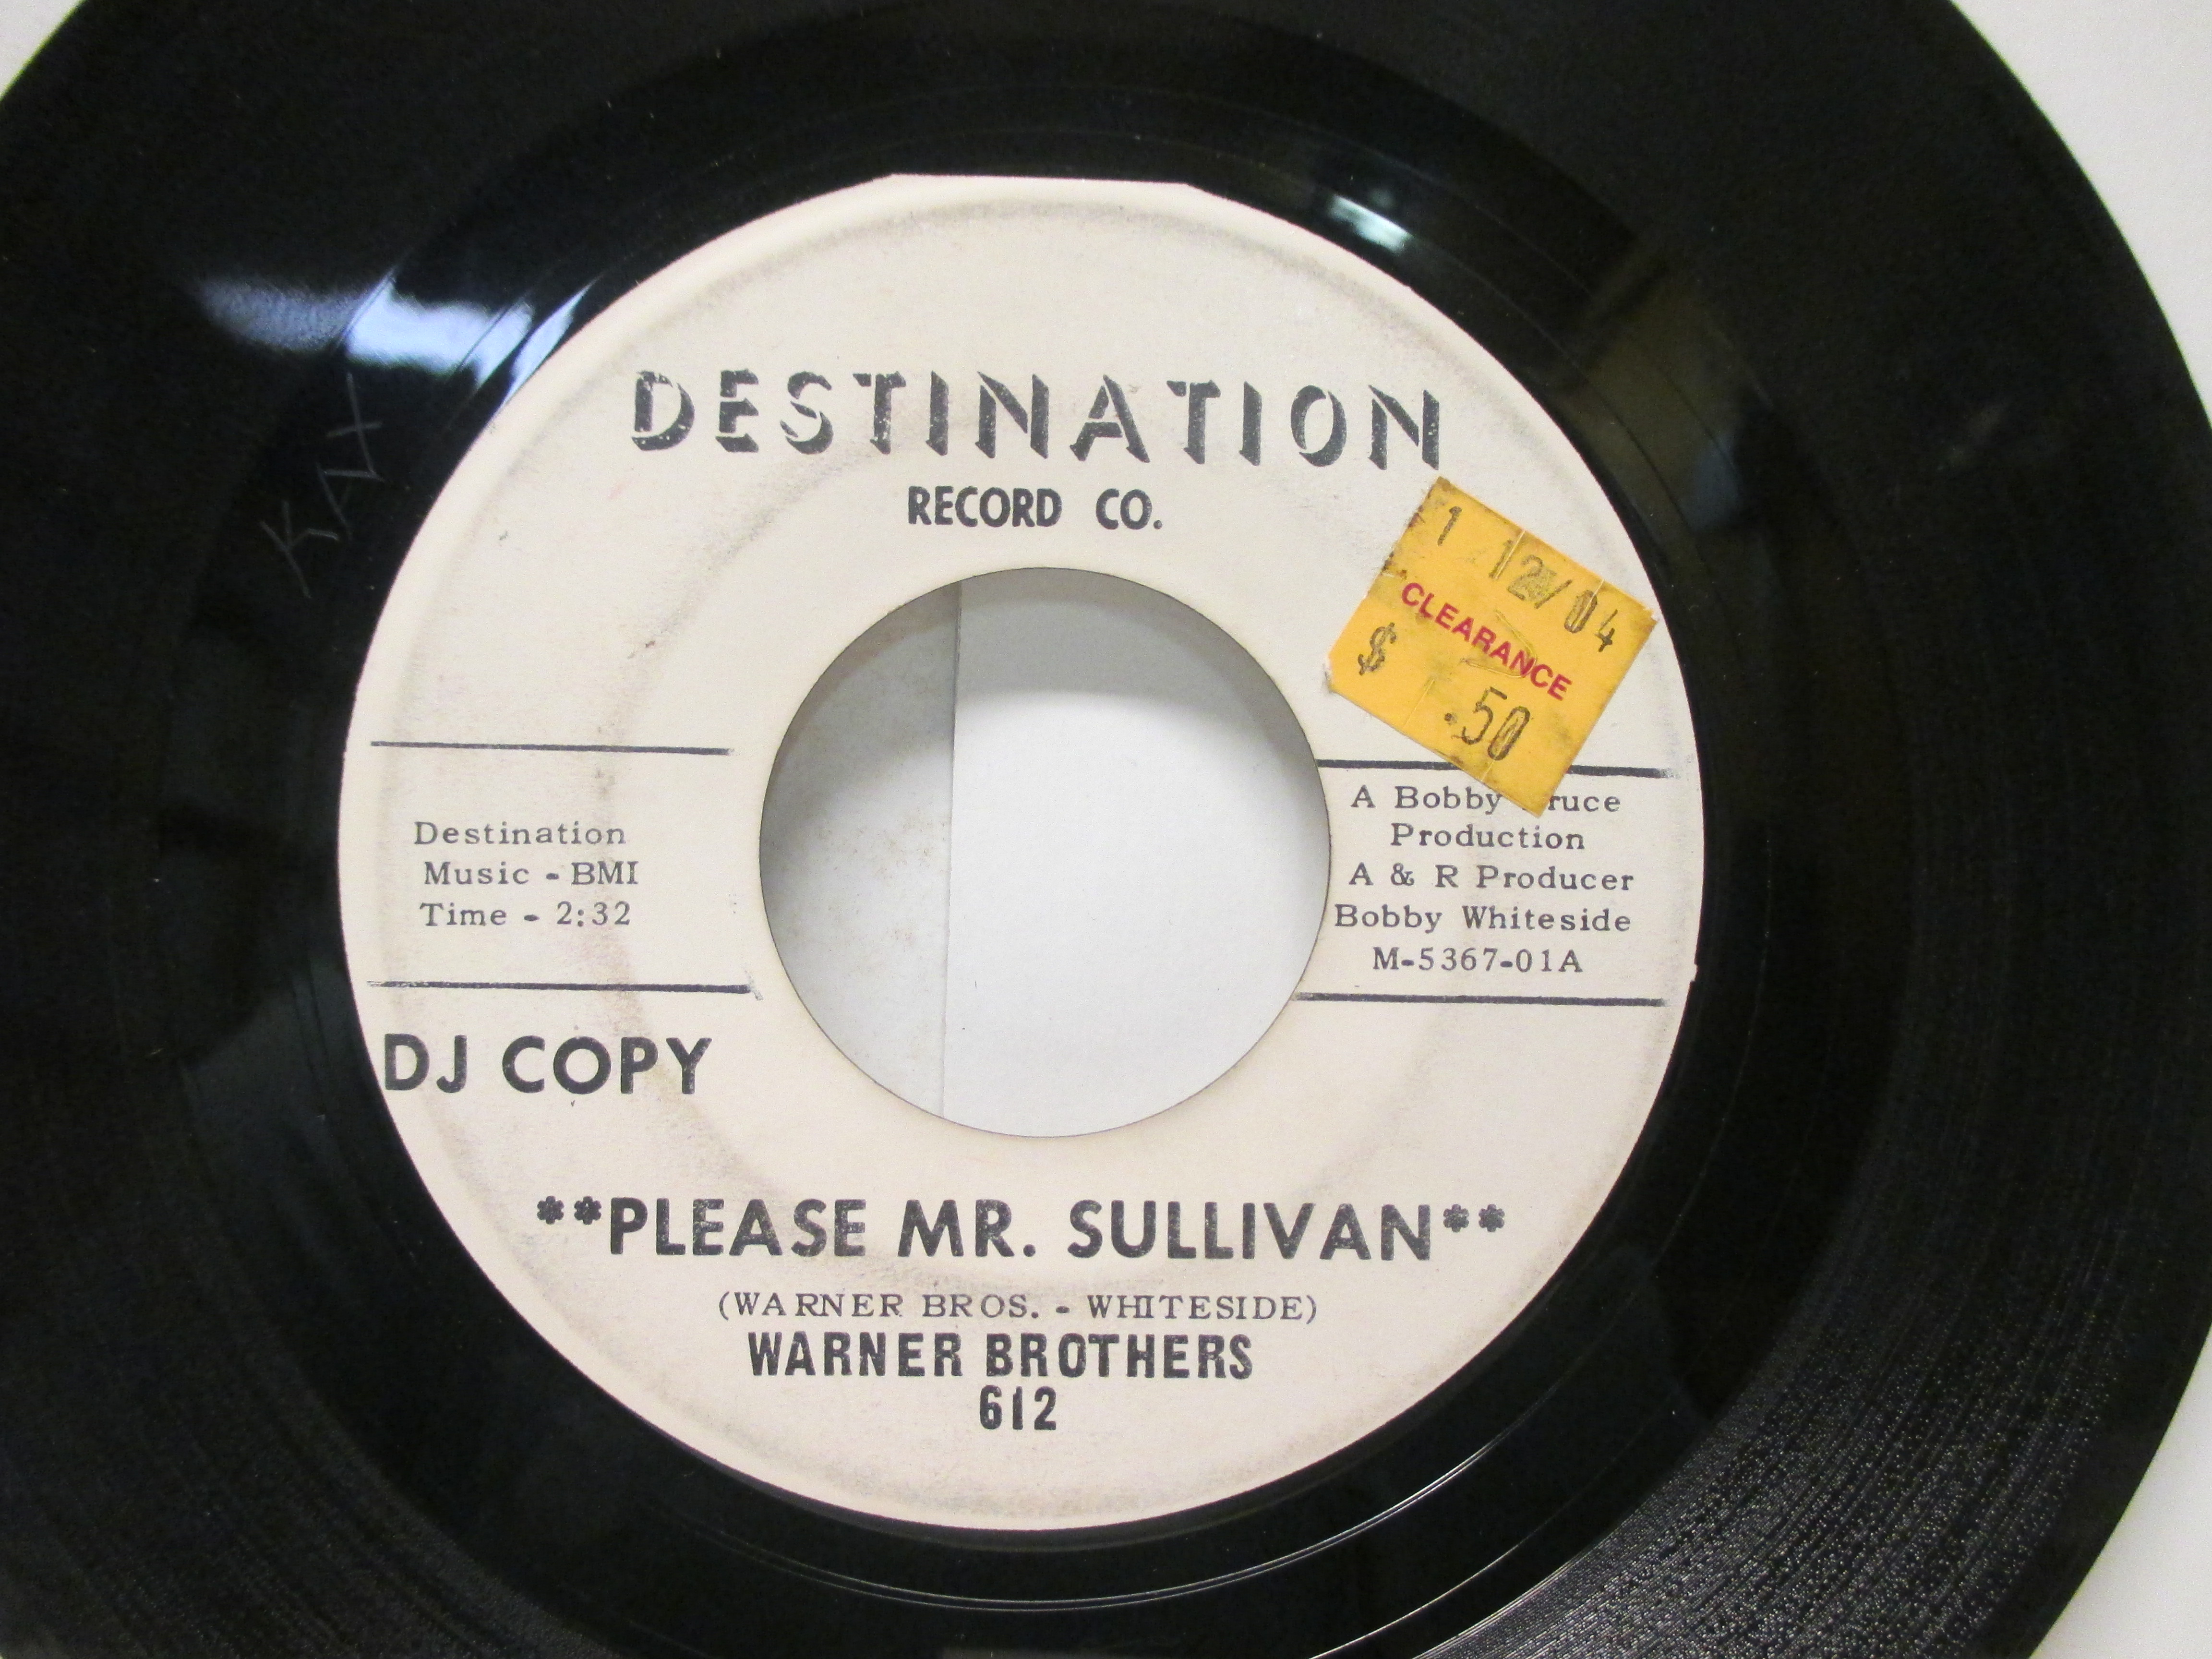 DESTINATION
RECORD CO.
1 12/04
CLEARANCE
$ .50
Destination
Music - BMI
Time - 2:32
A Bobby ruce
Production
A & R Producer
Bobby Whiteside
M-5367-01A
DJ COPY
**PLEASE MR. SULLIVAN**
(WARNER BROS. - WHITESIDE)
WARNER BROTHERS
612